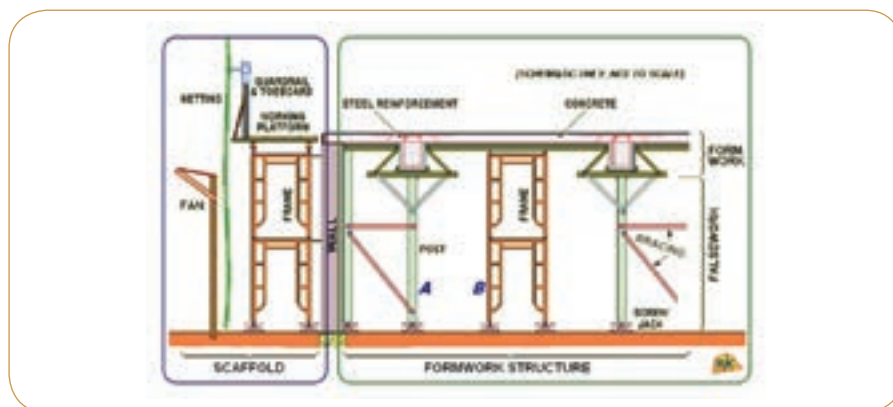 (SCHEMATIC ONLY, NOT TO SCALE)
NETTING
GUARDRAIL
& TOEBOARD
WORKING
PLATFORM
STEEL REINFORCEMENT
CONCRETE
FORM
WORK
FAN
FRAME
WALL
POST
FRAME
BRACING
FALSEWORK
A
B
SCREW
JACK
SCAFFOLD
FORMWORK STRUCTURE